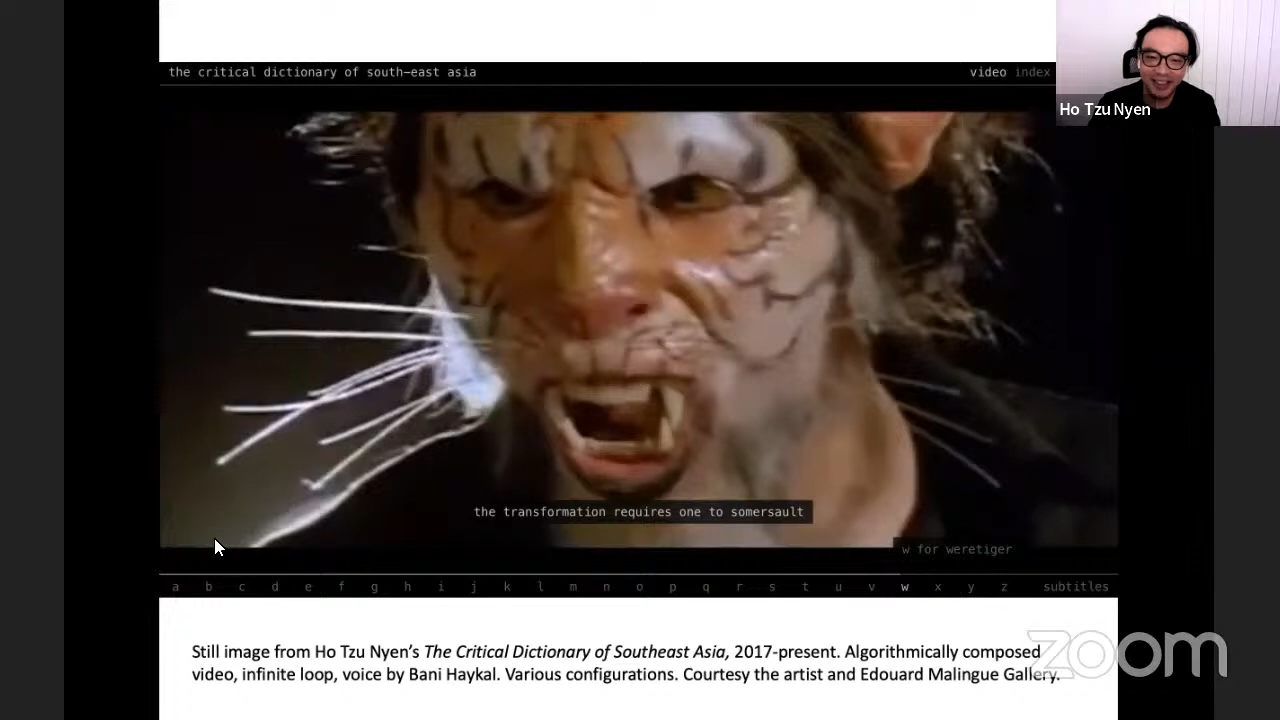 the critical dictionary of south-east asia
video index
Ho Tzu Nyen
the transformation requires one to somersault
w for weretiger
a b c d e f g h i j k l m n o p q r s t u v w x y z subtitles
Still image from Ho Tzu Nyen’s The Critical Dictionary of Southeast Asia, 2017-present. Algorithmically composed
video, infinite loop, voice by Bani Haykal. Various configurations. Courtesy the artist and Edouard Malingue Gallery.
zoom